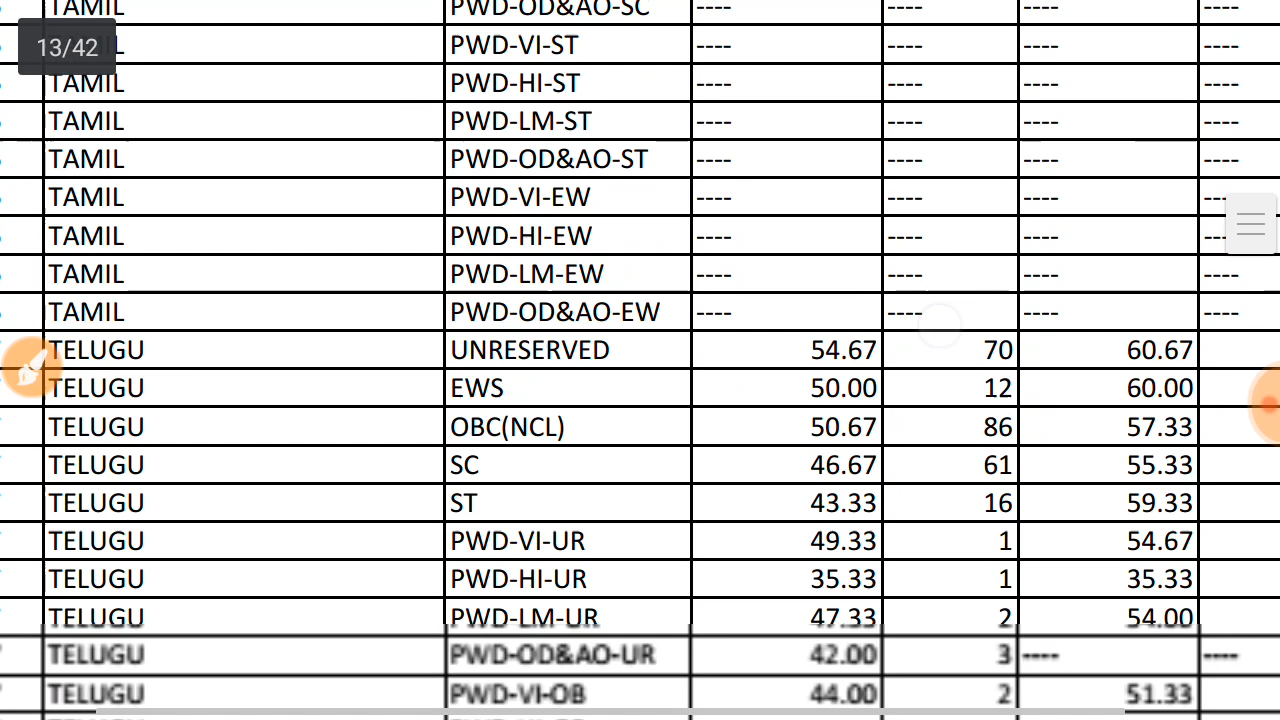 TAMIL PWD-OD&AO-SC ---- ---- ---- ----
13/42
TAMIL PWD-VI-ST ---- ---- ---- ----
TAMIL PWD-HI-ST ---- ---- ---- ----
TAMIL PWD-LM-ST ---- ---- ---- ----
TAMIL PWD-OD&AO-ST ---- ---- ---- ----
TAMIL PWD-VI-EW ---- ---- ---- ----
TAMIL PWD-HI-EW ---- ---- ---- ----
TAMIL PWD-LM-EW ---- ---- ---- ----
TAMIL PWD-OD&AO-EW ---- ---- ---- ----
TELUGU UNRESERVED 54.67 70 60.67
TELUGU EWS 50.00 12 60.00
TELUGU OBC(NCL) 50.67 86 57.33
TELUGU SC 46.67 61 55.33
TELUGU ST 43.33 16 59.33
TELUGU PWD-VI-UR 49.33 1 54.67
TELUGU PWD-HI-UR 35.33 1 35.33
TELUGU PWD-LM-UR 47.33 2 54.00
TELUGU PWD-OD&AO-UR 42.00 3 ---- ----
TELUGU PWD-VI-OB 44.00 2 51.33